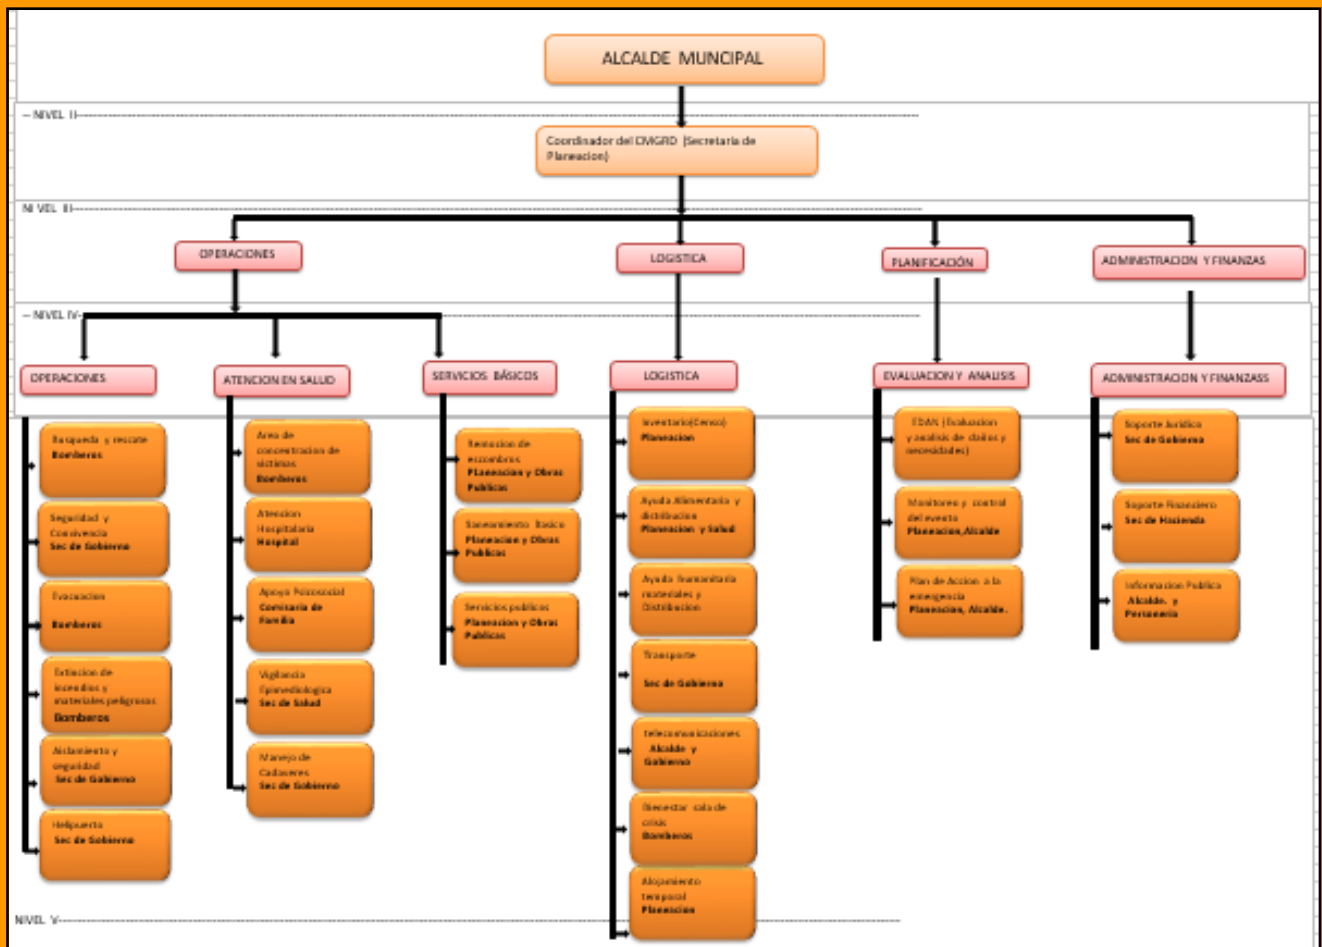 ALCALDE MUNCIPAL
NIVEL II
Coordinador del CMGRD (Secretaria de
Planeacion)
NIVEL III
OPERACIONES
LOGISTICA
PLANIFICACIÓN
ADMINISTRACION Y FINANZAS
NIVEL IV
OPERACIONES
ATENCION EN SALUD
SERVICIOS BÁSICOS
LOGISTICA
EVALUACION Y ANALISIS
ADMINISTRACION Y FINANZASS
Busqueda y rescate
Bomberos
Seguridad y
Convivencia
Sec de Gobierno
Evacuacion
Bomberos
Extincion de
incendios y
materiales peligrosas
Bomberos
Aislamiento y
seguridad
Sec de Gobierno
Helipuerto
Sec de Gobierno
Area de
concentracion de
victimas
Bomberos
Atencion
Hospitalaria
Hospital
Apoyo Psicosocial
Comisaria de
Familia
Vigilancia
Epimediologica
Sec de Salud
Manejo de
Cadaveres
Sec de Gobierno
Remocion de
escombros
Planeacion y Obras
Publicas
Saneamiento Basico
Planeacion y Obras
Publicas
Servicios publicos
Planeacion y Obras
Publicas
Inventario(Censo)
Planeacion
Ayuda Alimentaria y
distribucion
Planeacion y Salud
Ayuda humanitaria
materiales y
Distribucion
Transporte
Sec de Gobierno
telecomunicaciones
Alcalde y
Gobierno
Bienestar sala de
crisis
Bomberos
Alojamiento
temporal
Planeacion
EDAN (Evaluacion
y analisis de daños y
necesidades)
Monitoreo y control
del evento
Planeacion,Alcalde
Plan de Accion a la
emergencia
Planeacion, Alcalde.
Soporte Juridico
Sec de Gobierno
Soporte Financiero
Sec de Hacienda
Informacion Publica
Alcalde. y
Personeria
NIVEL V